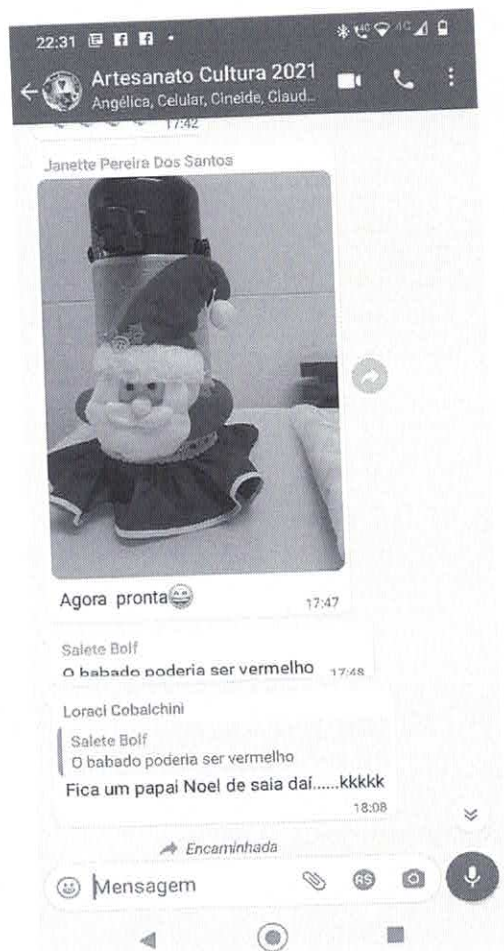 22:31
4G 4G
Artesanato Cultura 2021
Angélica, Celular, Cineide, Claud...
17:42
Janette Pereira Dos Santos
Agora pronta😄
17:47
Salete Bolf
O babado poderia ser vermelho 17:48
Loraci Cobalchini
Salete Bolf
O babado poderia ser vermelho
Fica um papai Noel de saia daí......kkkkk
18:08
Encaminhada
Mensagem
R$